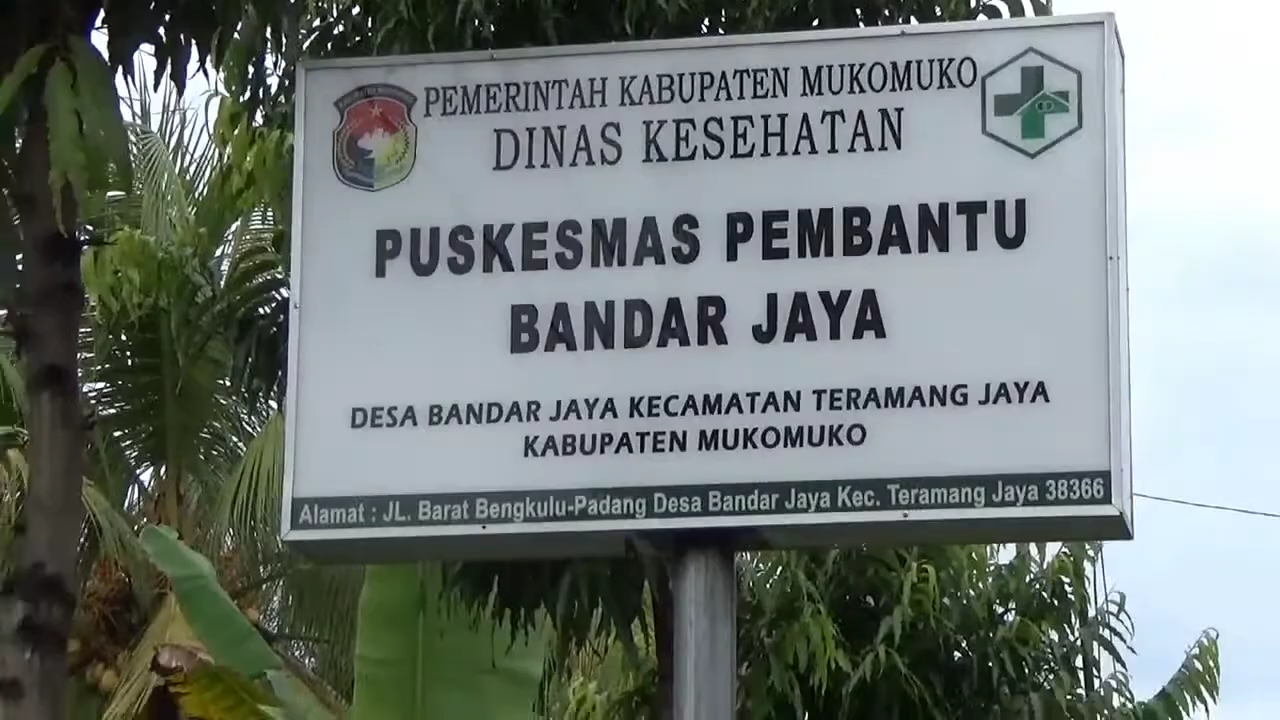 PEMERINTAH KABUPATEN MUKOMUKO
DINAS KESEHATAN
PUSKESMAS PEMBANTU
BANDAR JAYA
DESA BANDAR JAYA KECAMATAN TERAMANG JAYA
KABUPATEN MUKOMUKO
Alamat : JL. Barat Bengkulu-Padang Desa Bandar Jaya Kec. Teramang Jaya 38366